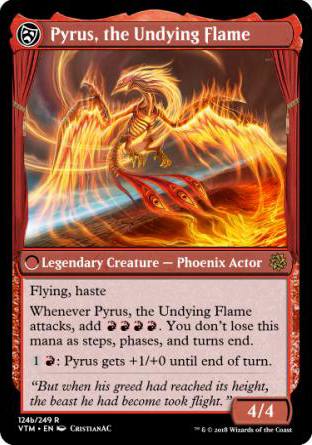 Pyrus, the Undying Flame
Legendary Creature — Phoenix Actor
Flying, haste
Whenever Pyrus, the Undying Flame
attacks, add. You don't lose this
mana as steps, phases, and turns end.
1 : Pyrus gets +1/+0 until end of turn.
"But when his greed had reached its height,
the beast he had become took flight."
4/4
124b/249 R
VTM • EN CristianAC
™ & © 2018 Wizards of the Coast